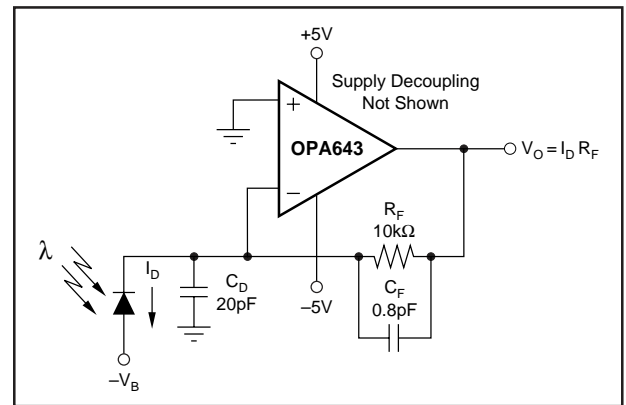 +5V
Supply Decoupling
Not Shown
+
OPA643
−
V_O = I_D R_F
R_F
10kΩ
λ
I_D
C_D
20pF
−5V
C_F
0.8pF
−V_B